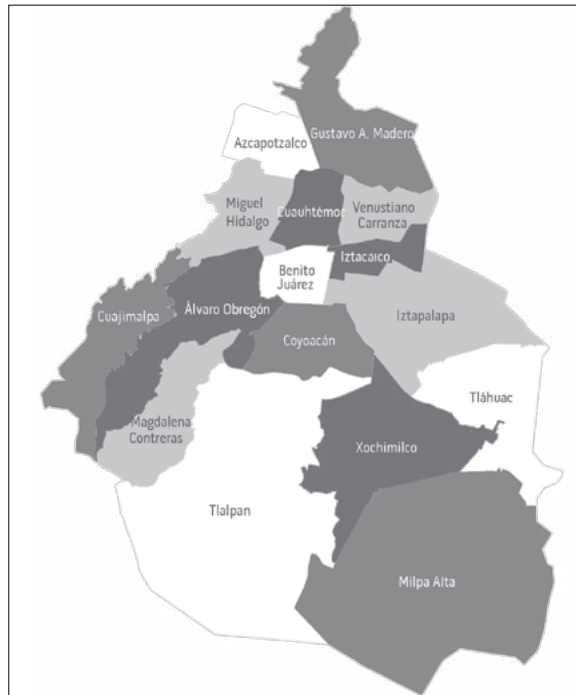 Gustavo A. Madero
Azcapotzalco
Miguel
Hidalgo
Cuauhtémoc
Venustiano
Carranza
Iztacalco
Benito
Juárez
Cuajimalpa
Álvaro Obregón
Iztapalapa
Coyoacán
Tláhuac
Magdalena
Contreras
Xochimilco
Tlalpan
Milpa Alta